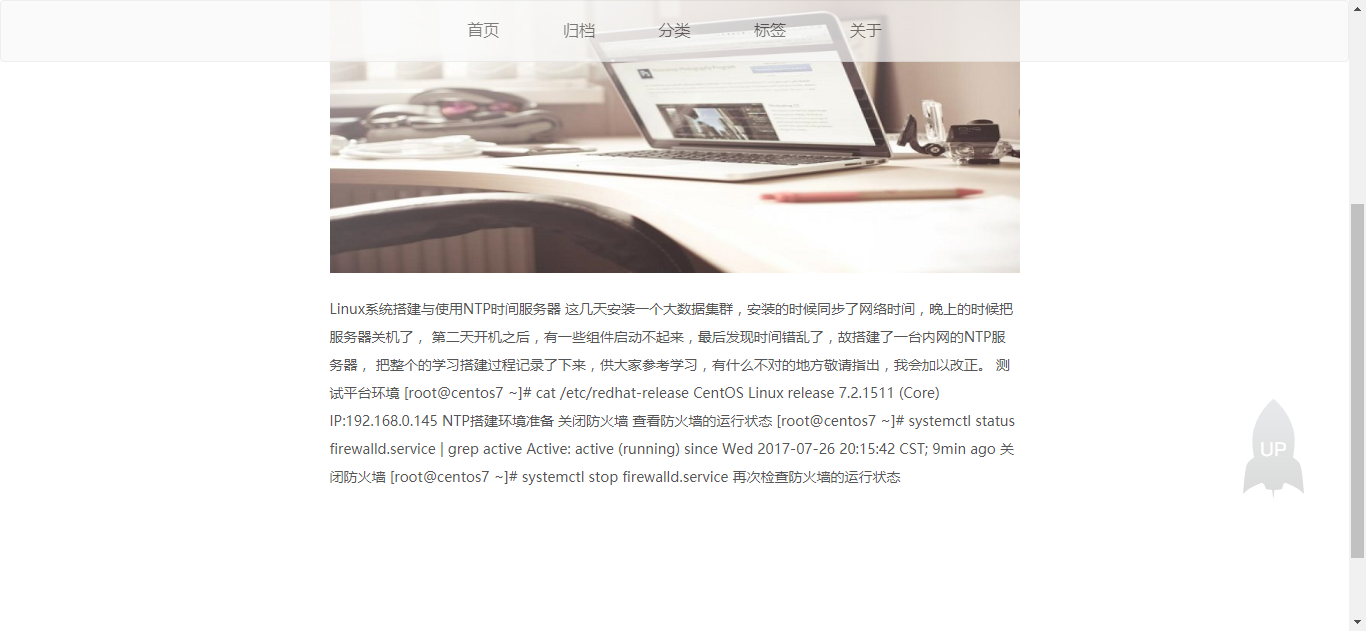 首页 归档 分类 标签 关于
Linux系统搭建与使用NTP时间服务器 这几天安装一个大数据集群，安装的时候同步了网络时间，晚上的时候把
服务器关机了， 第二天开机之后，有一些组件启动不起来，最后发现时间错乱了，故搭建了一台内网的NTP服
务器， 把整个的学习搭建过程记录了下来，供大家参考学习，有什么不对的地方敬请指出，我会加以改正。 测
试平台环境 [root@centos7 ~]# cat /etc/redhat-release CentOS Linux release 7.2.1511 (Core)
IP:192.168.0.145 NTP搭建环境准备 关闭防火墙 查看防火墙的运行状态 [root@centos7 ~]# systemctl status
firewalld.service | grep active Active: active (running) since Wed 2017-07-26 20:15:42 CST; 9min ago 关
闭防火墙 [root@centos7 ~]# systemctl stop firewalld.service 再次检查防火墙的运行状态
UP